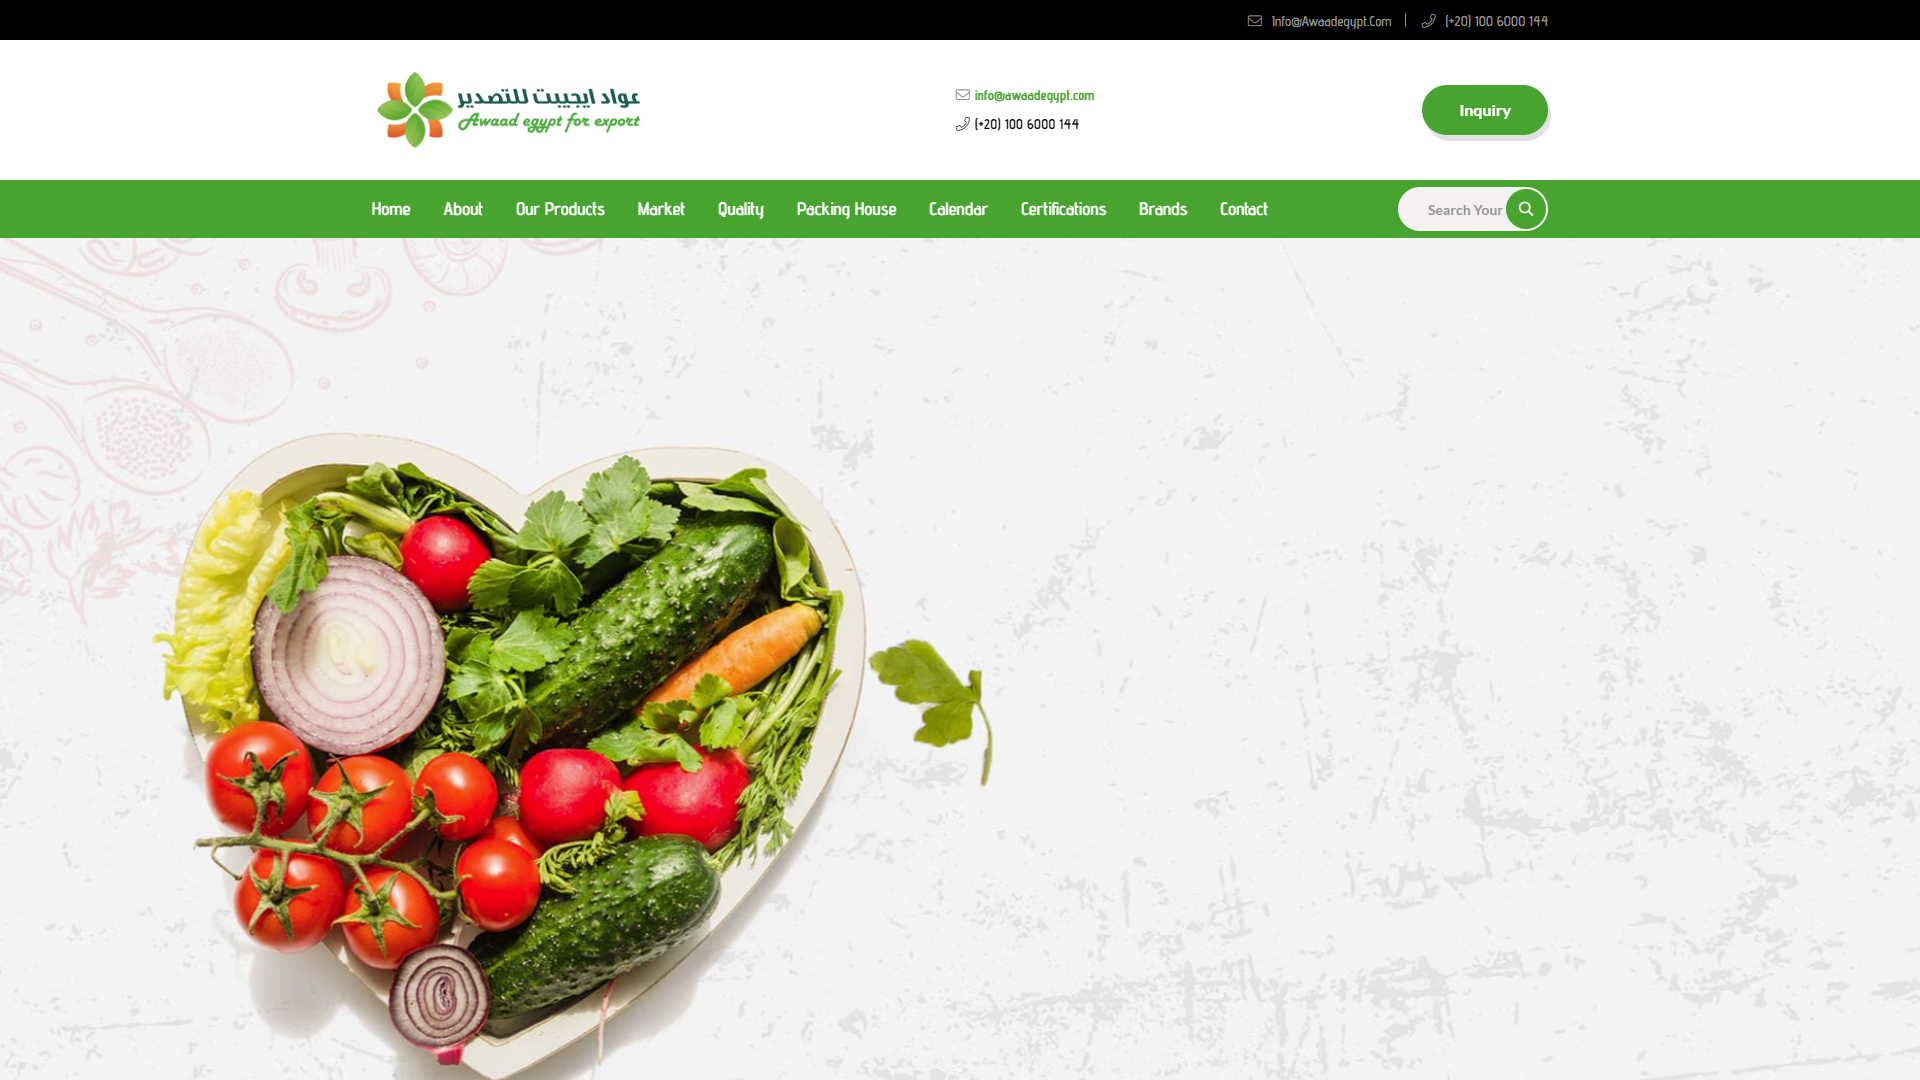 Info@Awaadegypt.Com
(+20) 100 6000 144
عواد ايجيبت للتصدير
Awaad egypt for export
info@awaadegypt.com
(+20) 100 6000 144
Inquiry
Home About Our Products Market Quality Packing House Calendar Certifications Brands Contact
Search Your